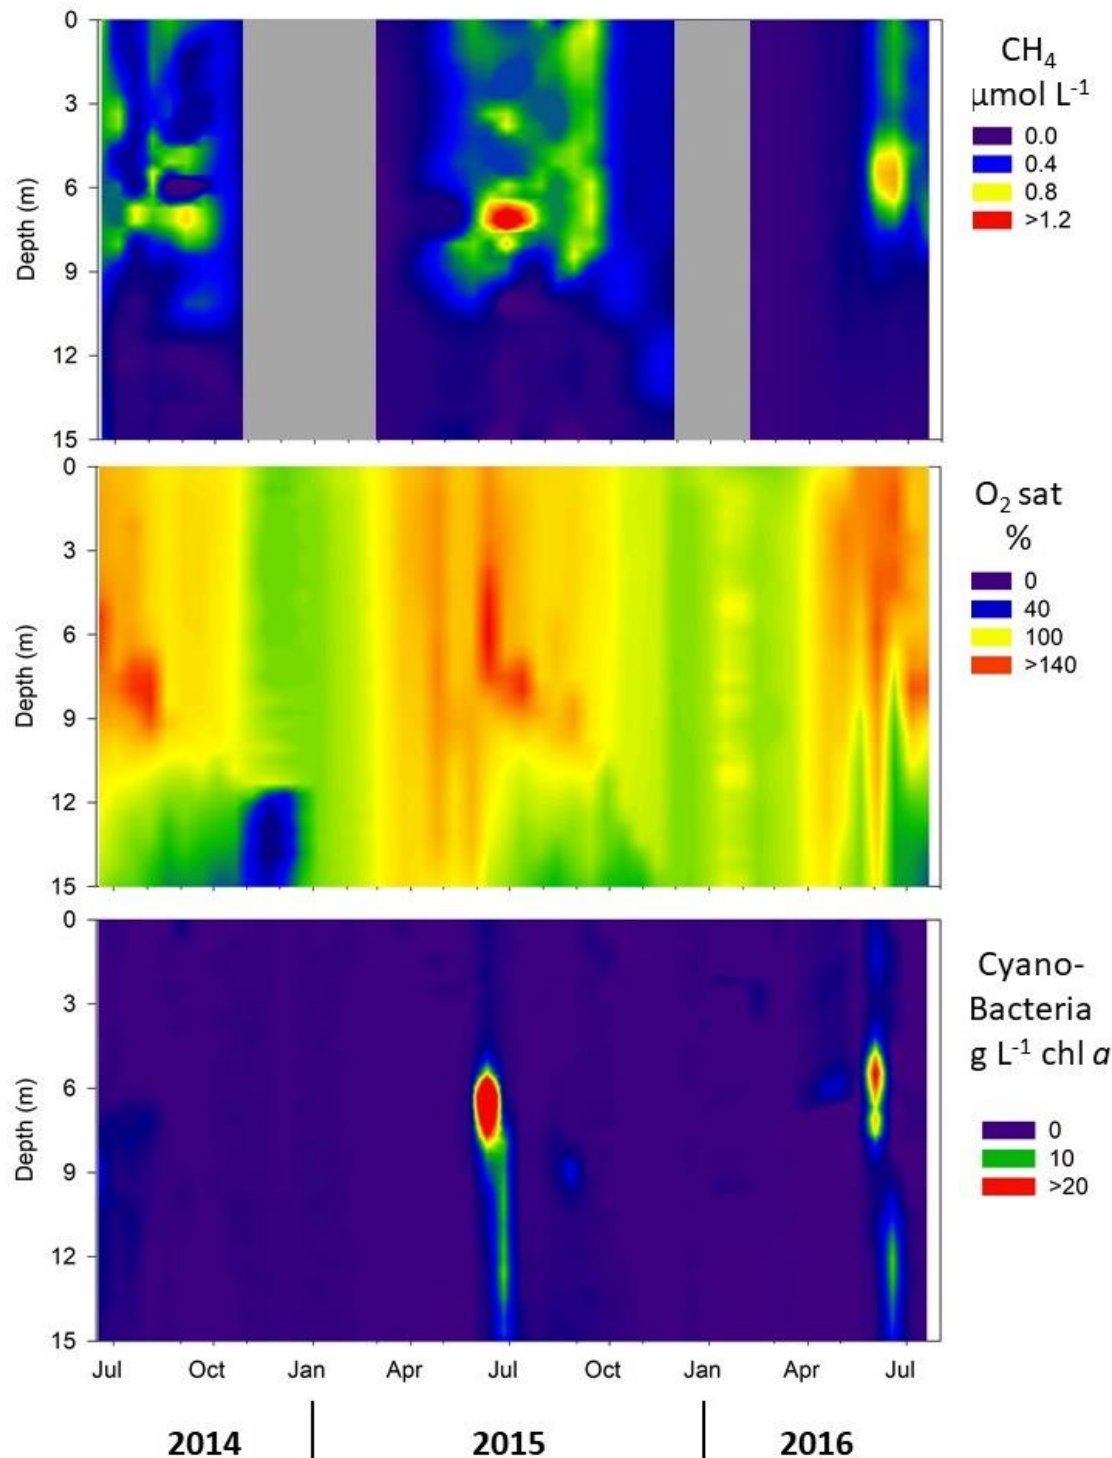 0
3
6
9
12
15
Depth (m)
CH4
μmol L-1
0.0
0.4
0.8
>1.2
0
3
6
9
12
15
Depth (m)
O2 sat
%
0
40
100
>140
0
3
6
9
12
15
Depth (m)
Cyano-
Bacteria
g L-1 chl a
0
10
>20
Jul Oct Jan Apr Jul Oct Jan Apr Jul
2014 2015 2016